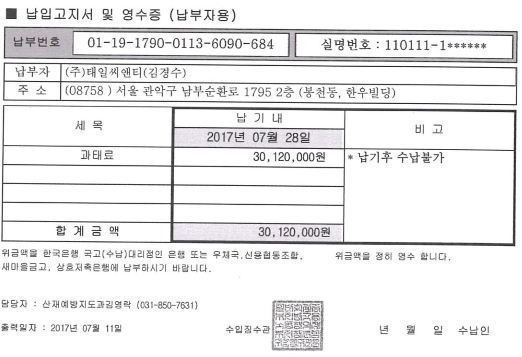 ■ 납입고지서 및 영수증 (납부자용)
납부번호 01-19-1790-0113-6090-684 실명번호 : 110111-1******
납부자 (주)태일씨앤티(김경수)
주 소 (08758 ) 서울 관악구 남부순환로 1795 2층 (봉천동, 한우빌딩)
세 목 납 기 내 비 고
2017년 07월 28일
과태료 30,120,000원 * 납기후 수납불가
합 계 금 액 30,120,000원
위금액을 한국은행 국고(수납)대리점인 은행 또는 우체국,신용협동조합, 위금액을 정히 영수 합니다.
새마을금고, 상호저축은행에 납부하시기 바랍니다.
담당자 : 산재예방지도과김영락 (031-850-7631)
출력일자 : 2017년 07월 11일 수입징수관 년 월 일 수납인